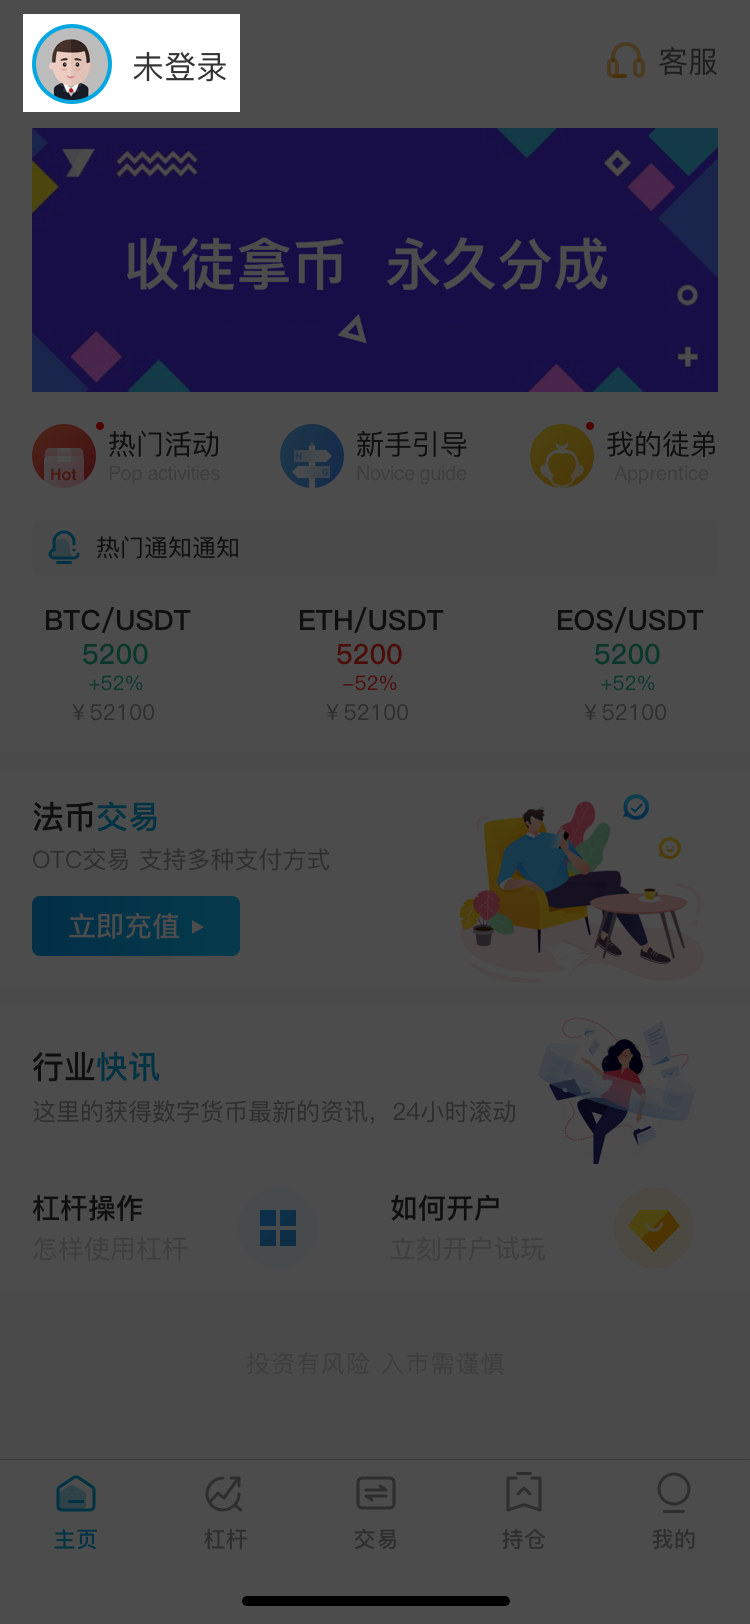 未登录
客服
收徒拿币 永久分成
Hot
热门活动
Pop activities
N
S
新手引导
Novice guide
我的徒弟
Apprentice
热门通知通知
BTC/USDT
5200
+52%
￥52100
ETH/USDT
5200
-52%
￥52100
EOS/USDT
5200
+52%
￥52100
法币交易
OTC交易 支持多种支付方式
立即充值
行业快讯
这里的获得数字货币最新的资讯，24小时滚动
杠杆操作
怎样使用杠杆
如何开户
立刻开户试玩
投资有风险 入市需谨慎
主页
杠杆
交易
持仓
我的